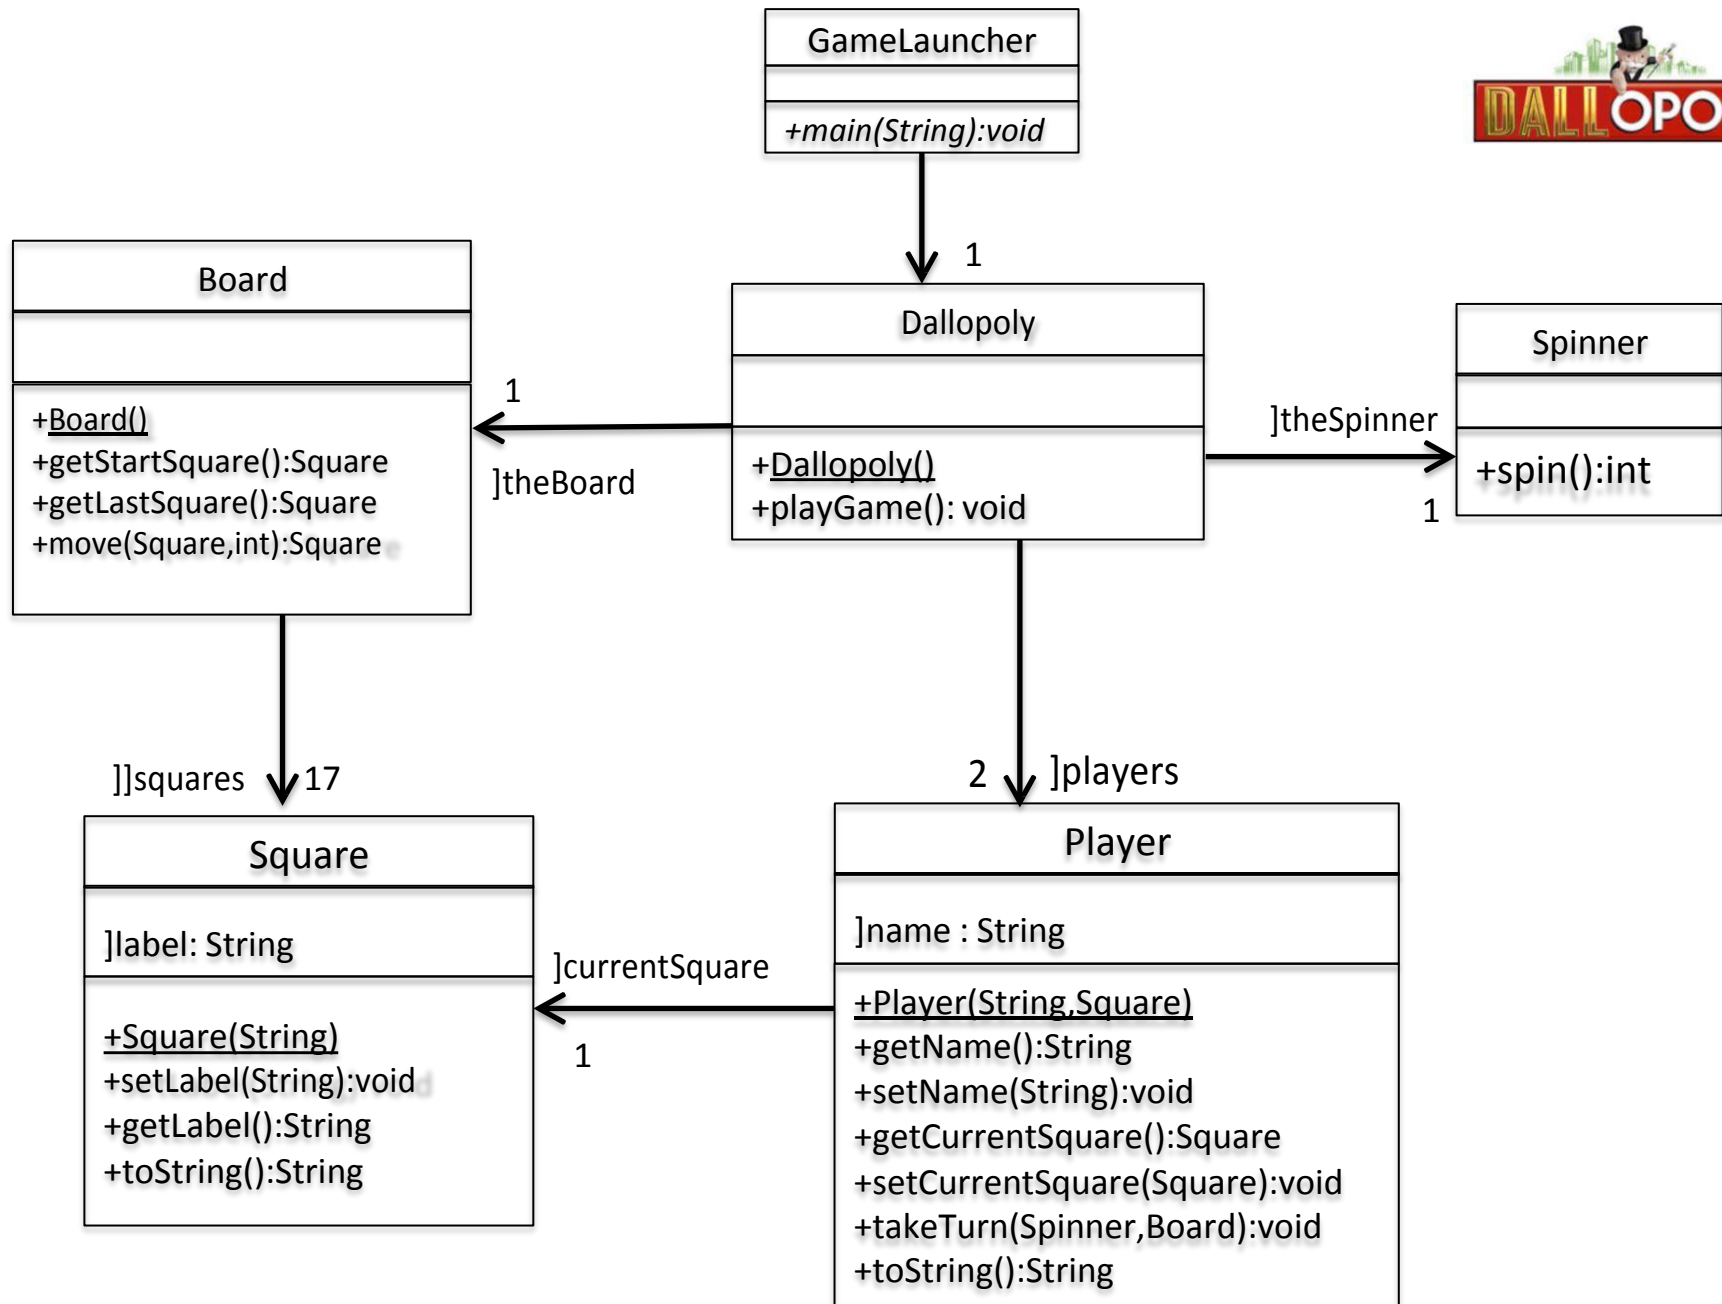 GameLauncher
+main(String):void
DALLOPO
1
Board
+Board()
+getStartSquare():Square
+getLastSquare():Square
+move(Square,int):Square
1
]theBoard
Dallopoly
+Dallopoly()
+playGame(): void
]theSpinner
1
Spinner
+spin():int
]]squares
17
2
]players
Square
]label: String
+Square(String)
+setLabel(String):void
+getLabel():String
+toString():String
]currentSquare
1
Player
]name : String
+Player(String,Square)
+getName():String
+setName(String):void
+getCurrentSquare():Square
+setCurrentSquare(Square):void
+takeTurn(Spinner,Board):void
+toString():String